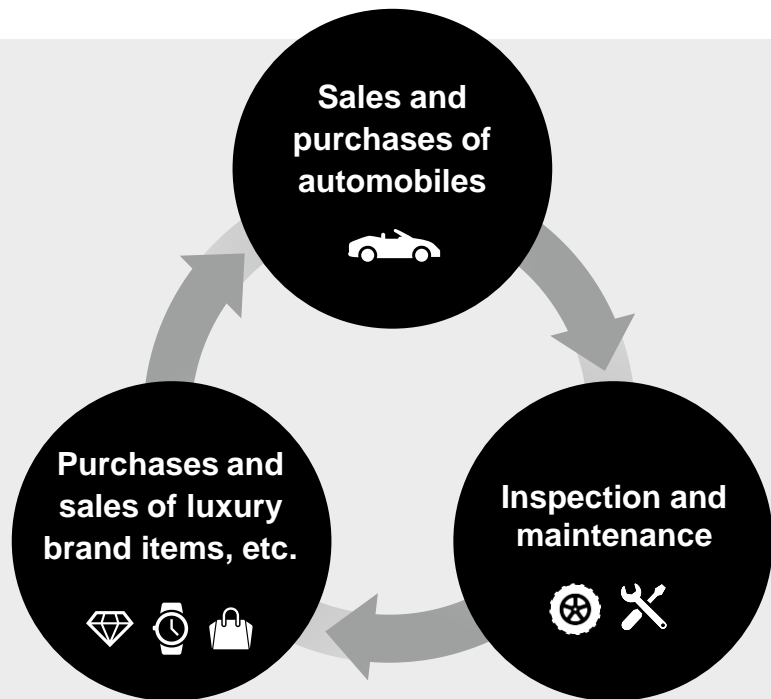 Sales and
purchases of
automobiles
Purchases and
sales of luxury
brand items, etc.
Inspection and
maintenance